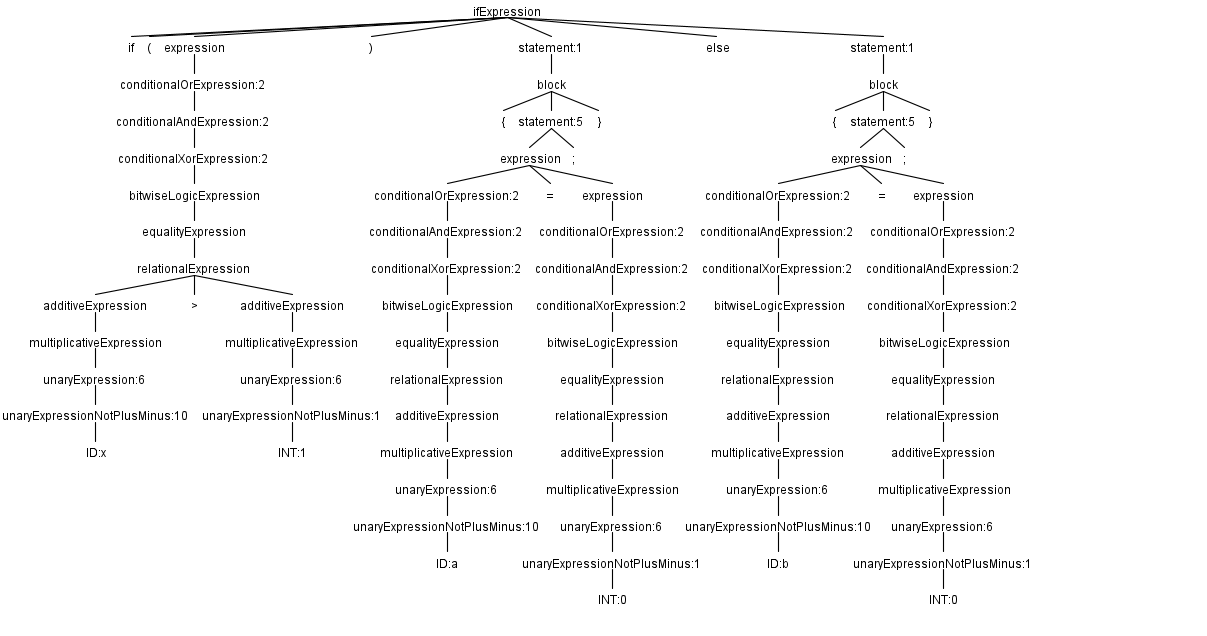 ifExpression
if ( expression ) statement:1 else statement:1
conditionalOrExpression:2 block block
conditionalAndExpression:2 { statement:5 } { statement:5 }
conditionalXorExpression:2 expression ; expression ;
bitwiseLogicExpression conditionalOrExpression:2 = expression conditionalOrExpression:2 = expression
equalityExpression conditionalAndExpression:2 conditionalOrExpression:2 conditionalAndExpression:2 conditionalOrExpression:2
relationalExpression conditionalXorExpression:2 conditionalAndExpression:2 conditionalXorExpression:2 conditionalAndExpression:2
additiveExpression > additiveExpression bitwiseLogicExpression conditionalXorExpression:2 bitwiseLogicExpression conditionalXorExpression:2
multiplicativeExpression multiplicativeExpression equalityExpression bitwiseLogicExpression equalityExpression bitwiseLogicExpression
unaryExpression:6 unaryExpression:6 relationalExpression equalityExpression relationalExpression equalityExpression
unaryExpressionNotPlusMinus:10 unaryExpressionNotPlusMinus:1 additiveExpression relationalExpression additiveExpression relationalExpression
ID:x INT:1 multiplicativeExpression additiveExpression multiplicativeExpression additiveExpression
unaryExpression:6 multiplicativeExpression unaryExpression:6 multiplicativeExpression
unaryExpressionNotPlusMinus:10 unaryExpression:6 unaryExpressionNotPlusMinus:10 unaryExpression:6
ID:a unaryExpressionNotPlusMinus:1 ID:b unaryExpressionNotPlusMinus:1
INT:0 INT:0